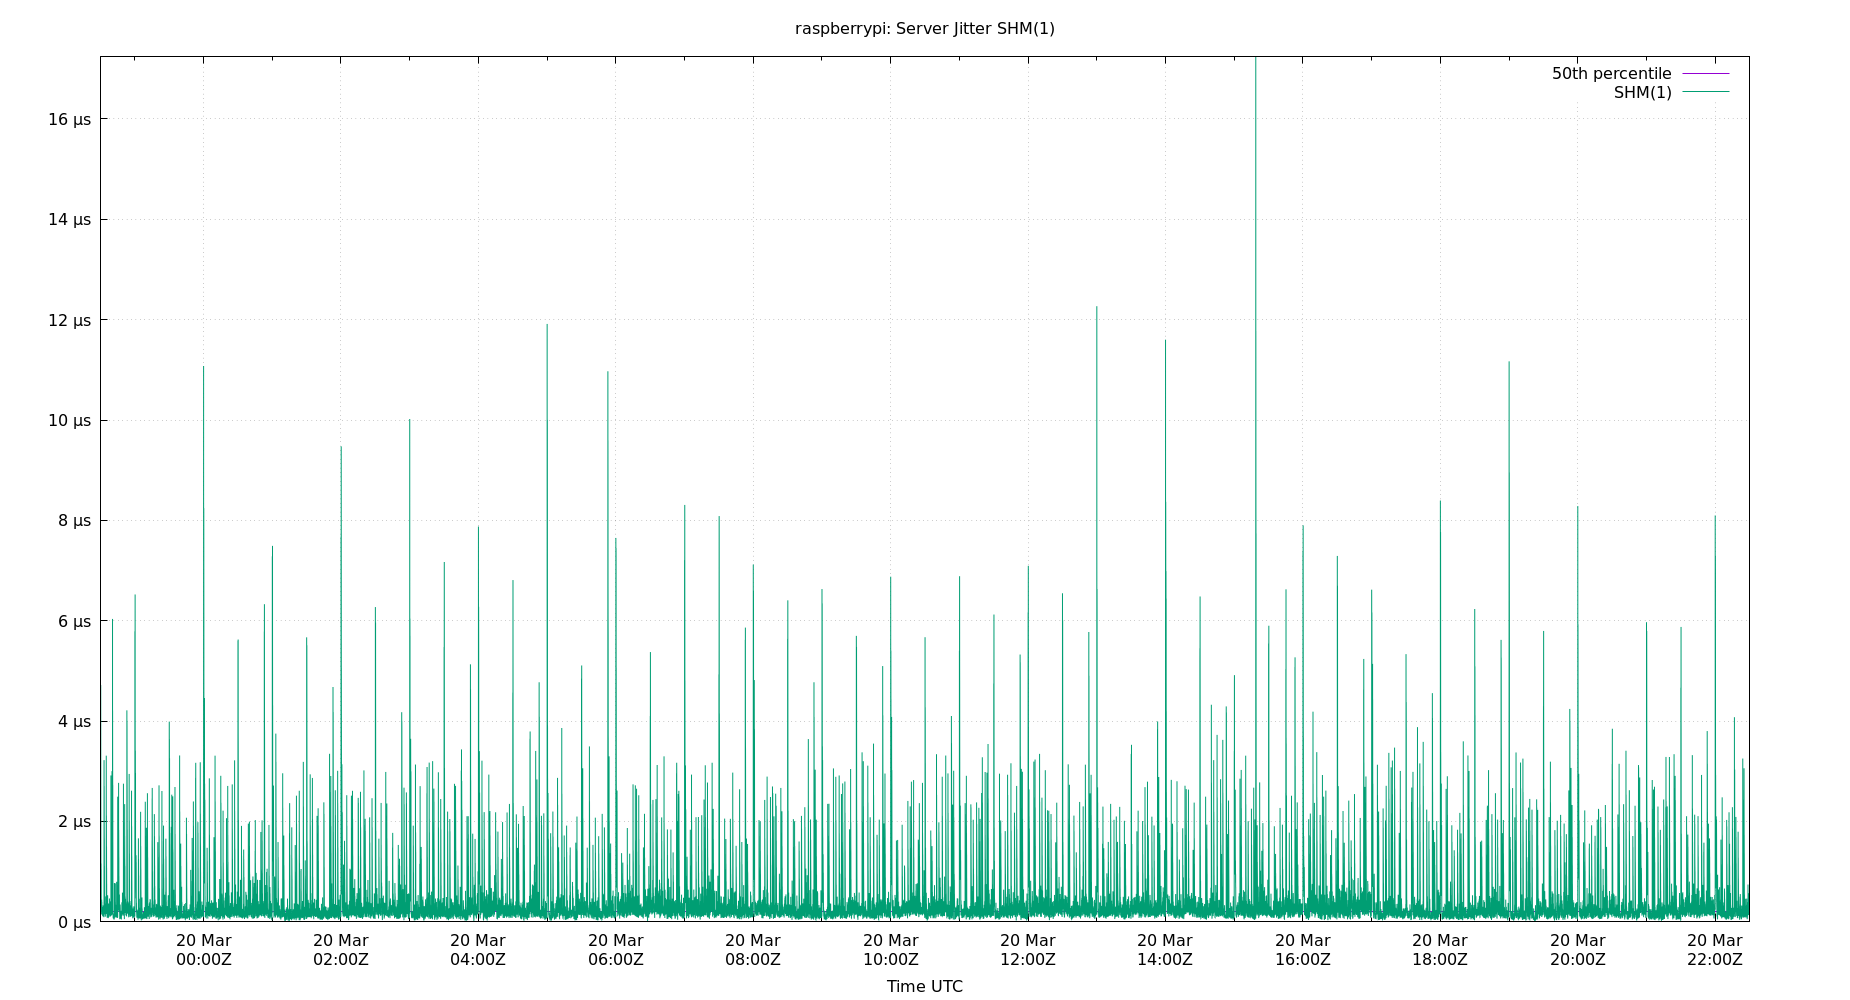 raspberrypi: Server Jitter SHM(1)
50th percentile
SHM(1)
16 µs
14 µs
12 µs
10 µs
8 µs
6 µs
4 µs
2 µs
0 µs
20 Mar 20 Mar 20 Mar 20 Mar 20 Mar 20 Mar 20 Mar 20 Mar 20 Mar 20 Mar 20 Mar 20 Mar
00:00Z 02:00Z 04:00Z 06:00Z 08:00Z 10:00Z 12:00Z 14:00Z 16:00Z 18:00Z 20:00Z 22:00Z
Time UTC